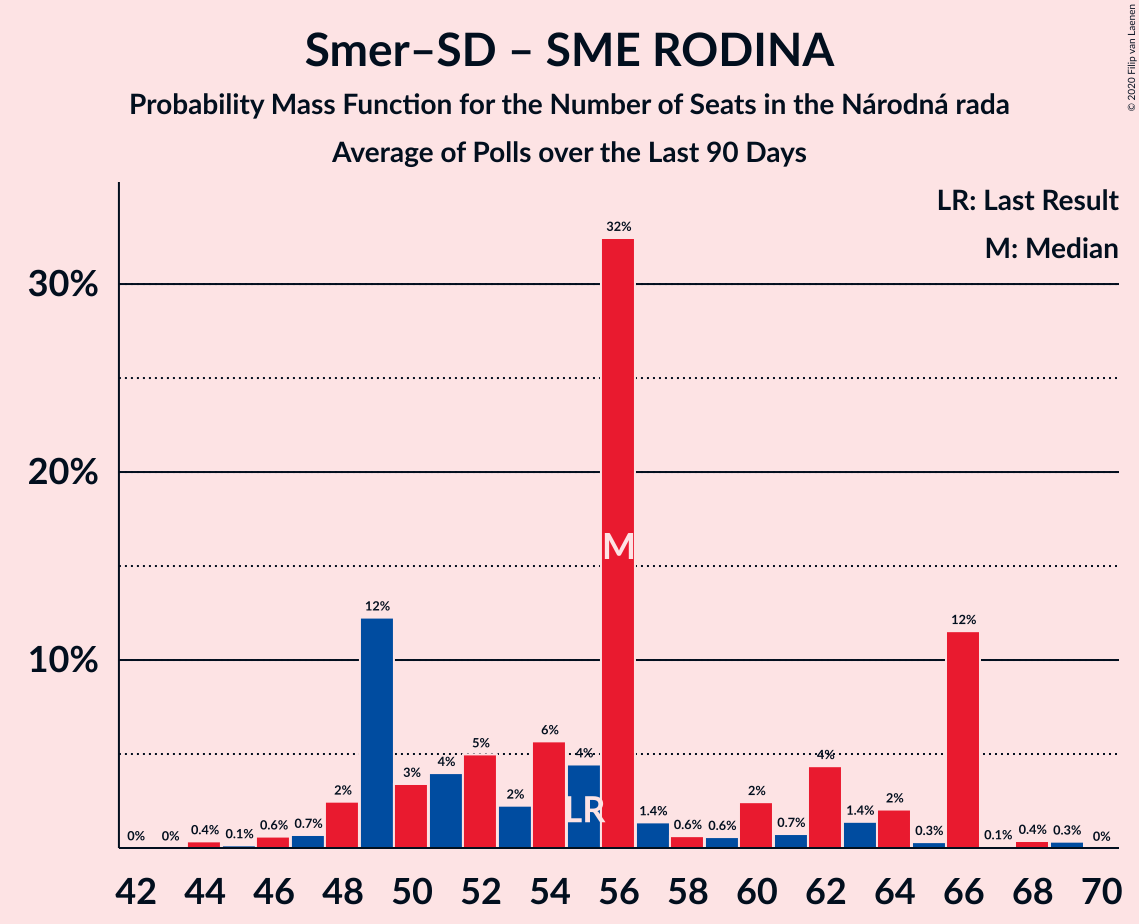 Smer–SD – SME RODINA
Probability Mass Function for the Number of Seats in the Národná rada
Average of Polls over the Last 90 Days
© 2020 Filip van Laenen
LR: Last Result
M: Median
30%
20%
10%
0% 0% 0.4% 0.1% 0.6% 0.7% 2% 12% 3% 4% 5% 2% 6% 4% 32% 1.4% 0.6% 0.6% 2% 0.7% 4% 1.4% 2% 0.3% 12% 0.1% 0.4% 0.3% 0%
M
LR
42 44 46 48 50 52 54 56 58 60 62 64 66 68 70